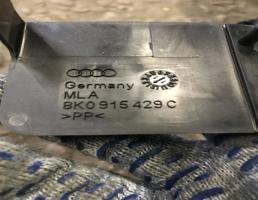 Germany
MLA
8K0 915 429 C
>PP<